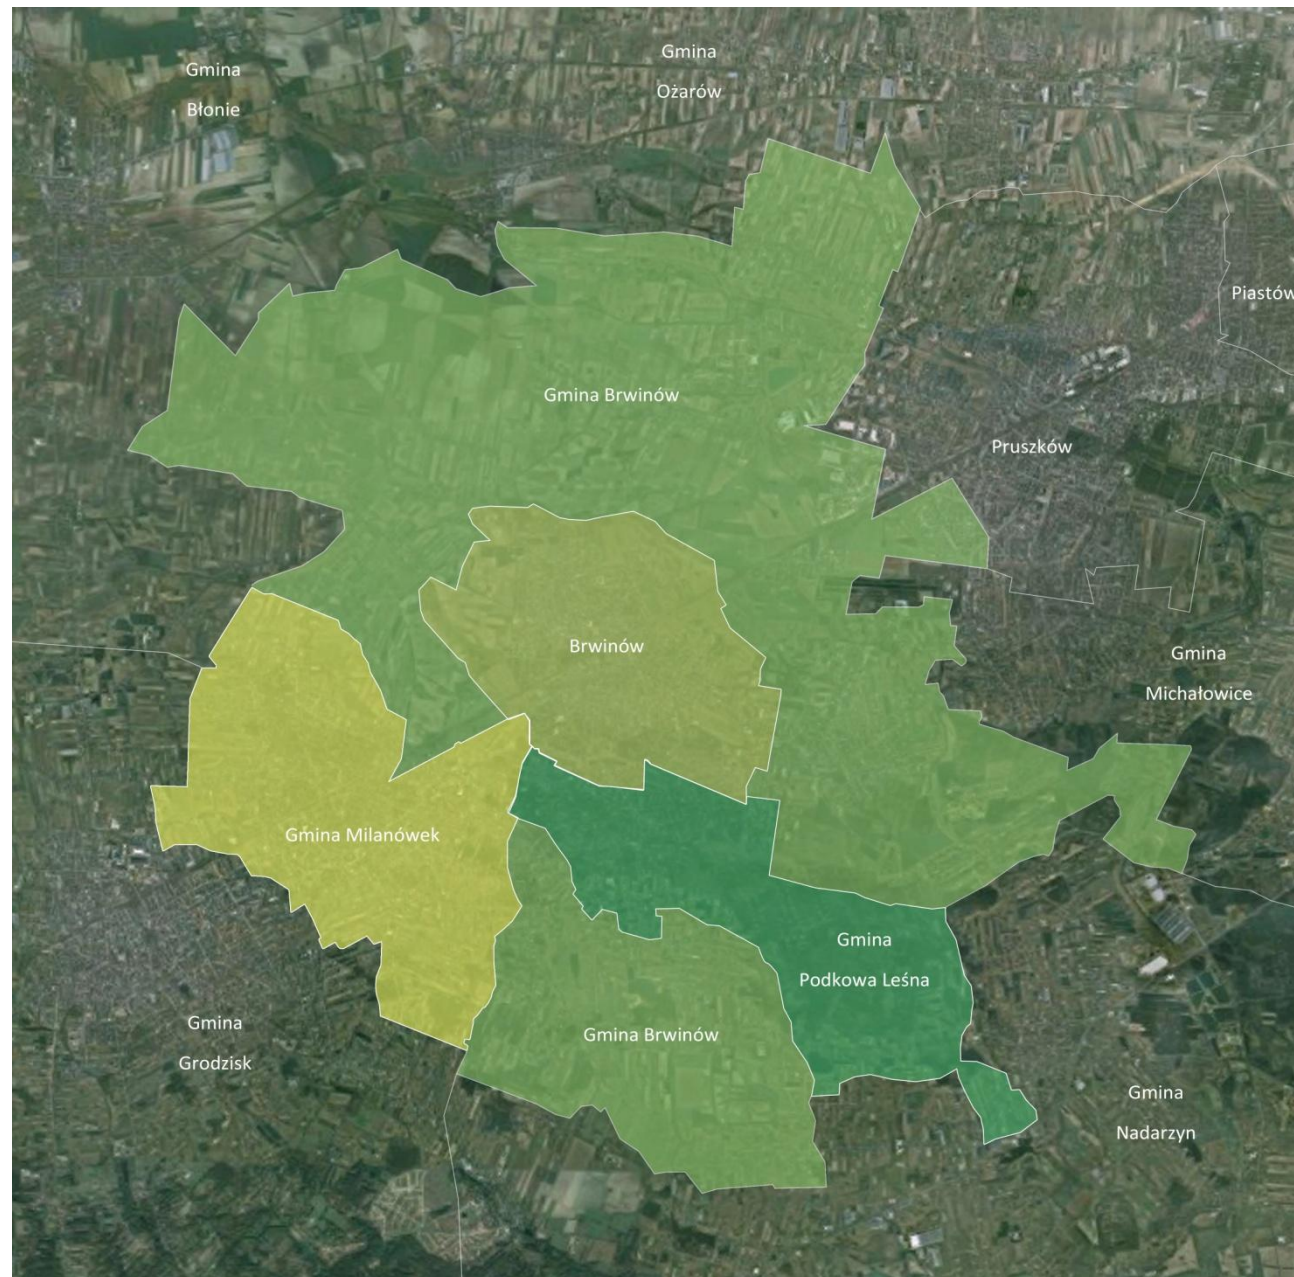 Gmina
Błonie
Gmina
Ożarów
Piastów
Gmina Brwinów
Pruszków
Brwinów
Gmina
Michałowice
Gmina Milanówek
Gmina
Podkowa Leśna
Gmina
Grodzisk
Gmina Brwinów
Gmina
Nadarzyn